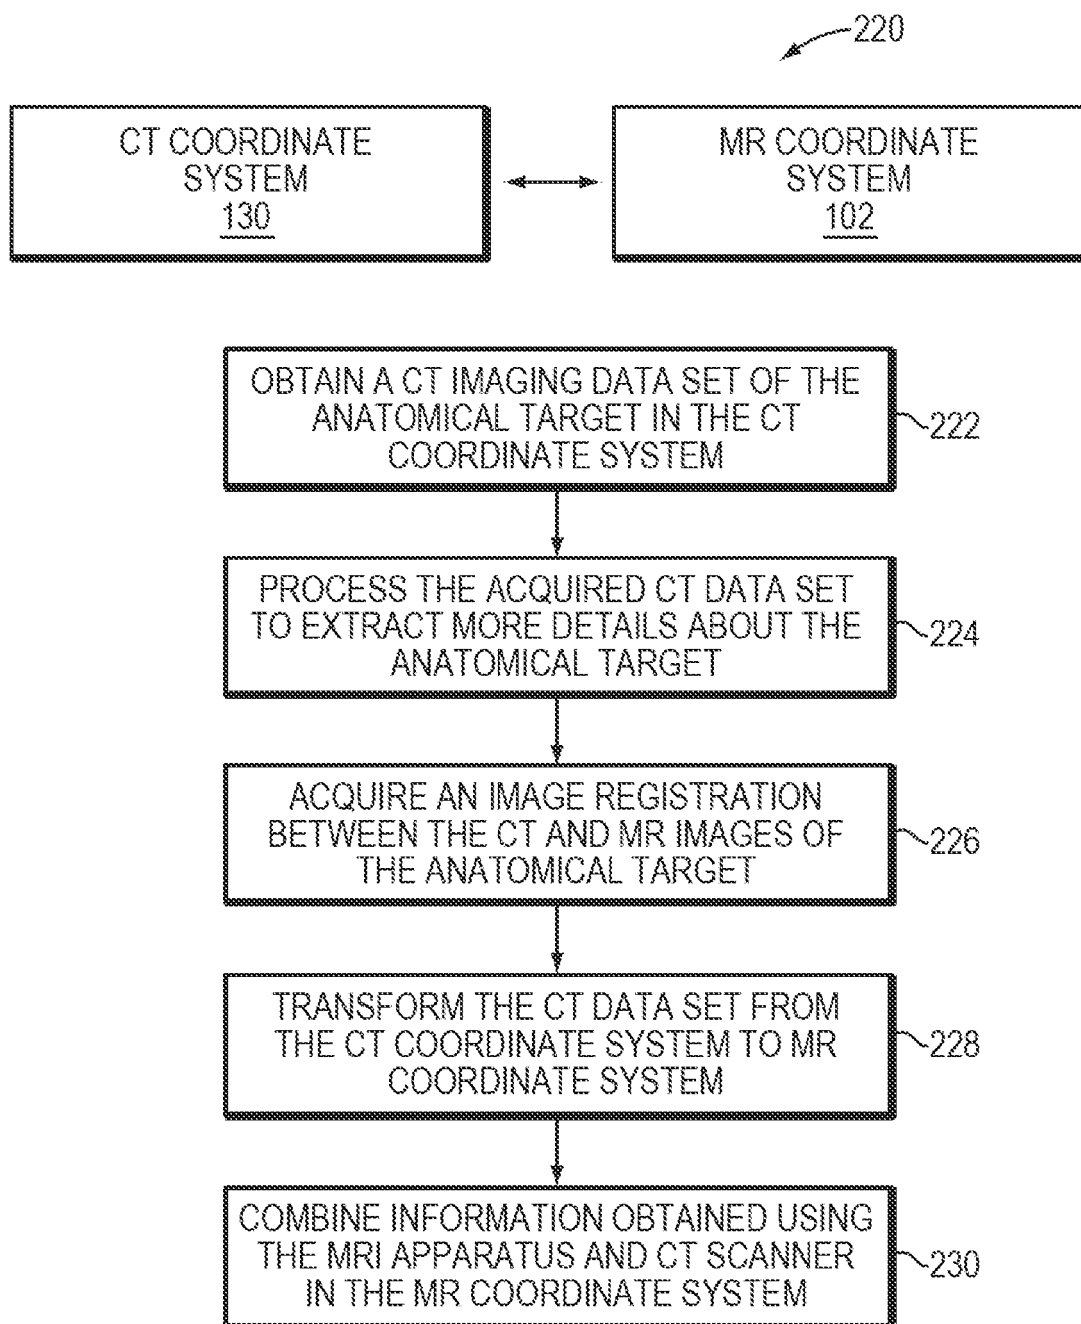 220
CT COORDINATE
SYSTEM
130
MR COORDINATE
SYSTEM
102
OBTAIN A CT IMAGING DATA SET OF THE
ANATOMICAL TARGET IN THE CT
COORDINATE SYSTEM
222
PROCESS THE ACQUIRED CT DATA SET
TO EXTRACT MORE DETAILS ABOUT THE
ANATOMICAL TARGET
224
ACQUIRE AN IMAGE REGISTRATION
BETWEEN THE CT AND MR IMAGES OF
THE ANATOMICAL TARGET
226
TRANSFORM THE CT DATA SET FROM
THE CT COORDINATE SYSTEM TO MR
COORDINATE SYSTEM
228
COMBINE INFORMATION OBTAINED USING
THE MRI APPARATUS AND CT SCANNER
IN THE MR COORDINATE SYSTEM
230